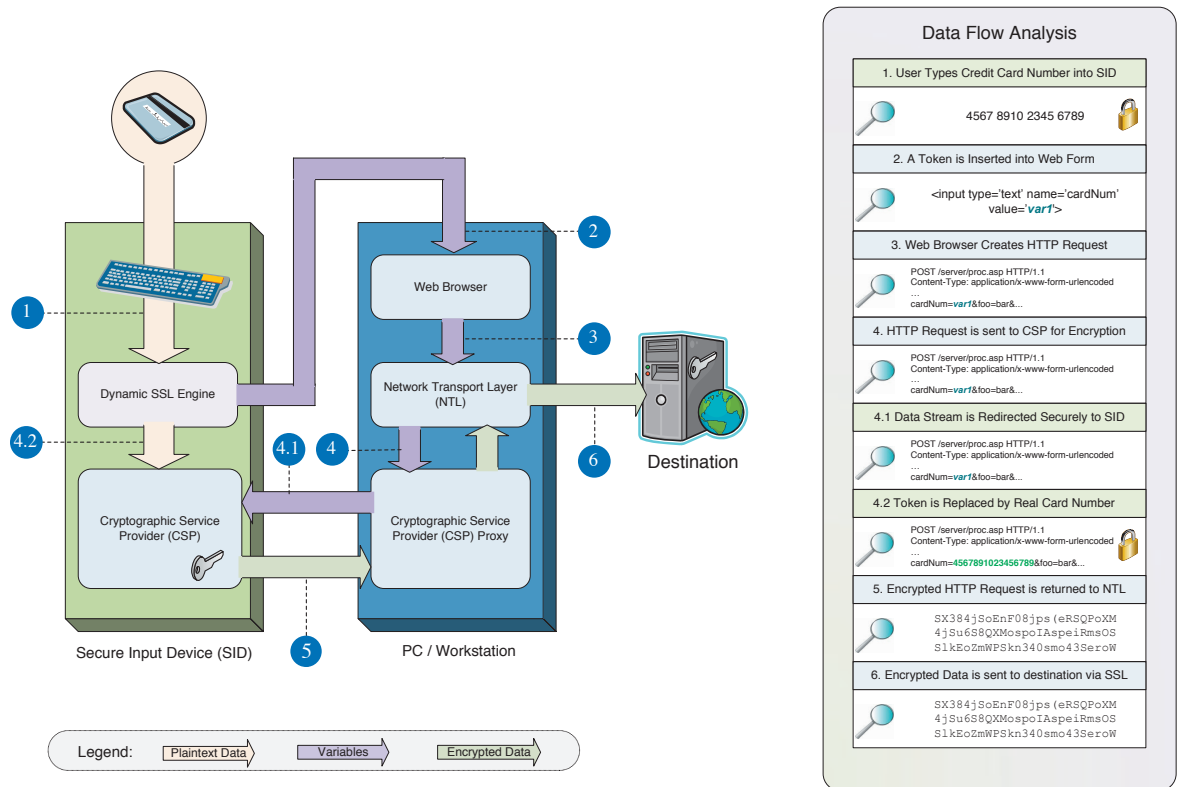 1
2
3
4
4.1
4.2
5
6
Web Browser
Dynamic SSL Engine
Network Transport Layer
(NTL)
Cryptographic Service
Provider (CSP)
Cryptographic Service
Provider (CSP) Proxy
Destination
Secure Input Device (SID)
PC / Workstation
Legend:
Plaintext Data
Variables
Encrypted Data
Data Flow Analysis
1. User Types Credit Card Number into SID
4567 8910 2345 6789
2. A Token is Inserted into Web Form
<input type='text' name='cardNum'
value='var1'>
3. Web Browser Creates HTTP Request
POST /server/proc.asp HTTP/1.1
Content-Type: application/x-www-form-urlencoded
...
cardNum=var1&foo=bar&...
4. HTTP Request is sent to CSP for Encryption
POST /server/proc.asp HTTP/1.1
Content-Type: application/x-www-form-urlencoded
...
cardNum=var1&foo=bar&...
4.1 Data Stream is Redirected Securely to SID
POST /server/proc.asp HTTP/1.1
Content-Type: application/x-www-form-urlencoded
...
cardNum=var1&foo=bar&...
4.2 Token is Replaced by Real Card Number
POST /server/proc.asp HTTP/1.1
Content-Type: application/x-www-form-urlencoded
...
cardNum=4567891023456789&foo=bar&...
5. Encrypted HTTP Request is returned to NTL
SX384jSoEnF08jps(eRSQPoXM
4jSu6S8QXMospoIAspeiRmsOS
SlkEoZmWPSkn340smo43SeroW
6. Encrypted Data is sent to destination via SSL
SX384jSoEnF08jps(eRSQPoXM
4jSu6S8QXMospoIAspeiRmsOS
SlkEoZmWPSkn340smo43SeroW